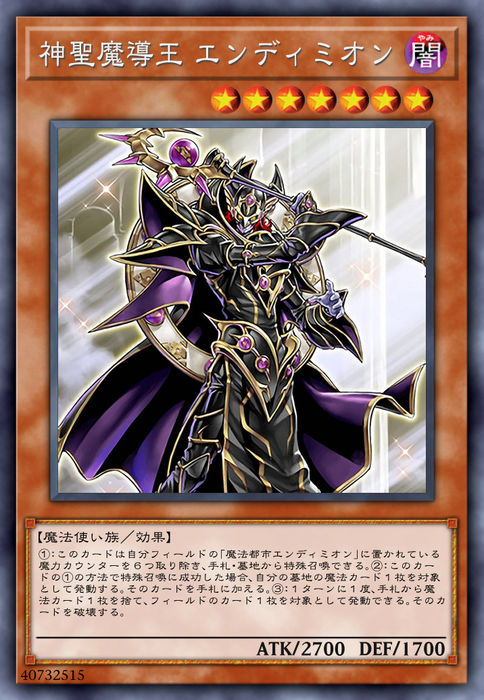 神聖魔導王 エンディミオン
やみ
闇
【魔法使い族／効果】
①：このカードは自分フィールドの「魔法都市エンディミオン」に置かれている
魔力カウンターを６つ取り除き、手札・墓地から特殊召喚できる。②：このカー
ドの①の方法で特殊召喚に成功した場合、自分の墓地の魔法カード１枚を対象
として発動する。そのカードを手札に加える。③：１ターンに１度、手札から魔
法カード１枚を捨て、フィールドのカード１枚を対象として発動できる。そのカー
ドを破壊する。
ATK/2700 DEF/1700
40732515